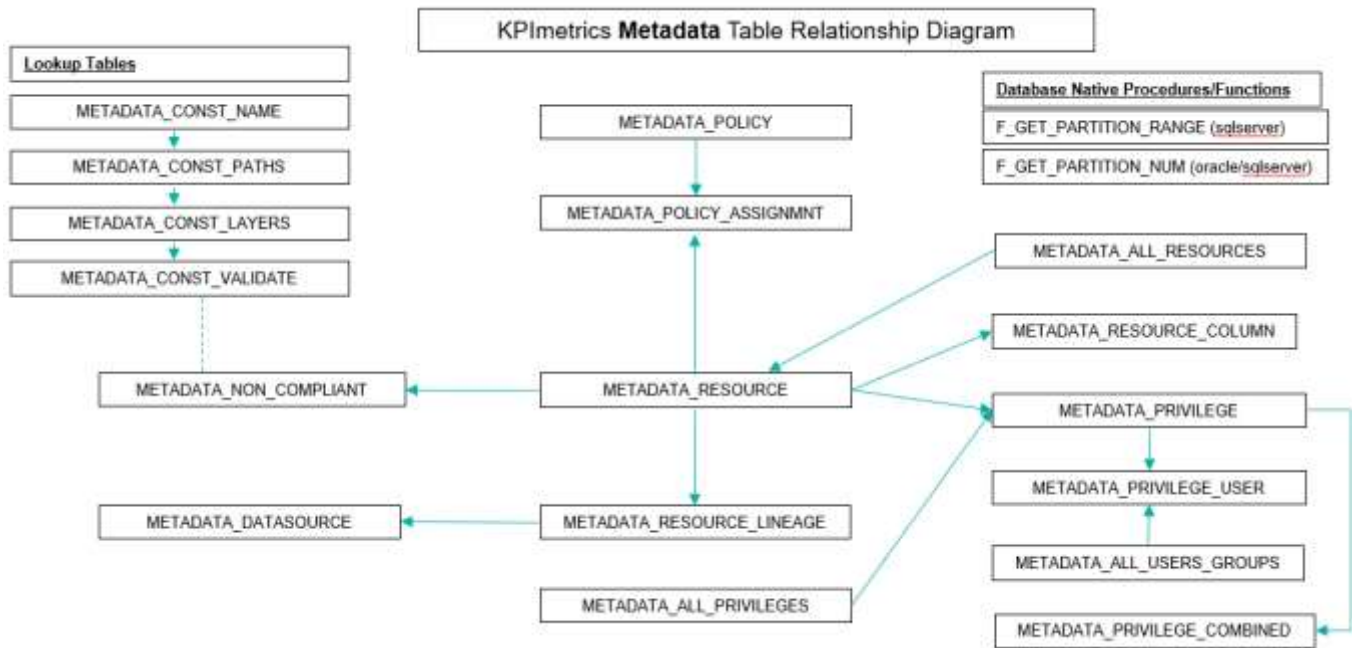 KPImetrics Metadata Table Relationship Diagram
Lookup Tables
METADATA_CONST_NAME
METADATA_CONST_PATHS
METADATA_CONST_LAYERS
METADATA_CONST_VALIDATE
METADATA_NON_COMPLIANT
METADATA_DATASOURCE
METADATA_POLICY
METADATA_POLICY_ASSIGNMNT
METADATA_RESOURCE
METADATA_RESOURCE_LINEAGE
METADATA_ALL_PRIVILEGES
Database Native Procedures/Functions
F_GET_PARTITION_RANGE (sqlserver)
F_GET_PARTITION_NUM (oracle/sqlserver)
METADATA_ALL_RESOURCES
METADATA_RESOURCE_COLUMN
METADATA_PRIVILEGE
METADATA_PRIVILEGE_USER
METADATA_ALL_USERS_GROUPS
METADATA_PRIVILEGE_COMBINED